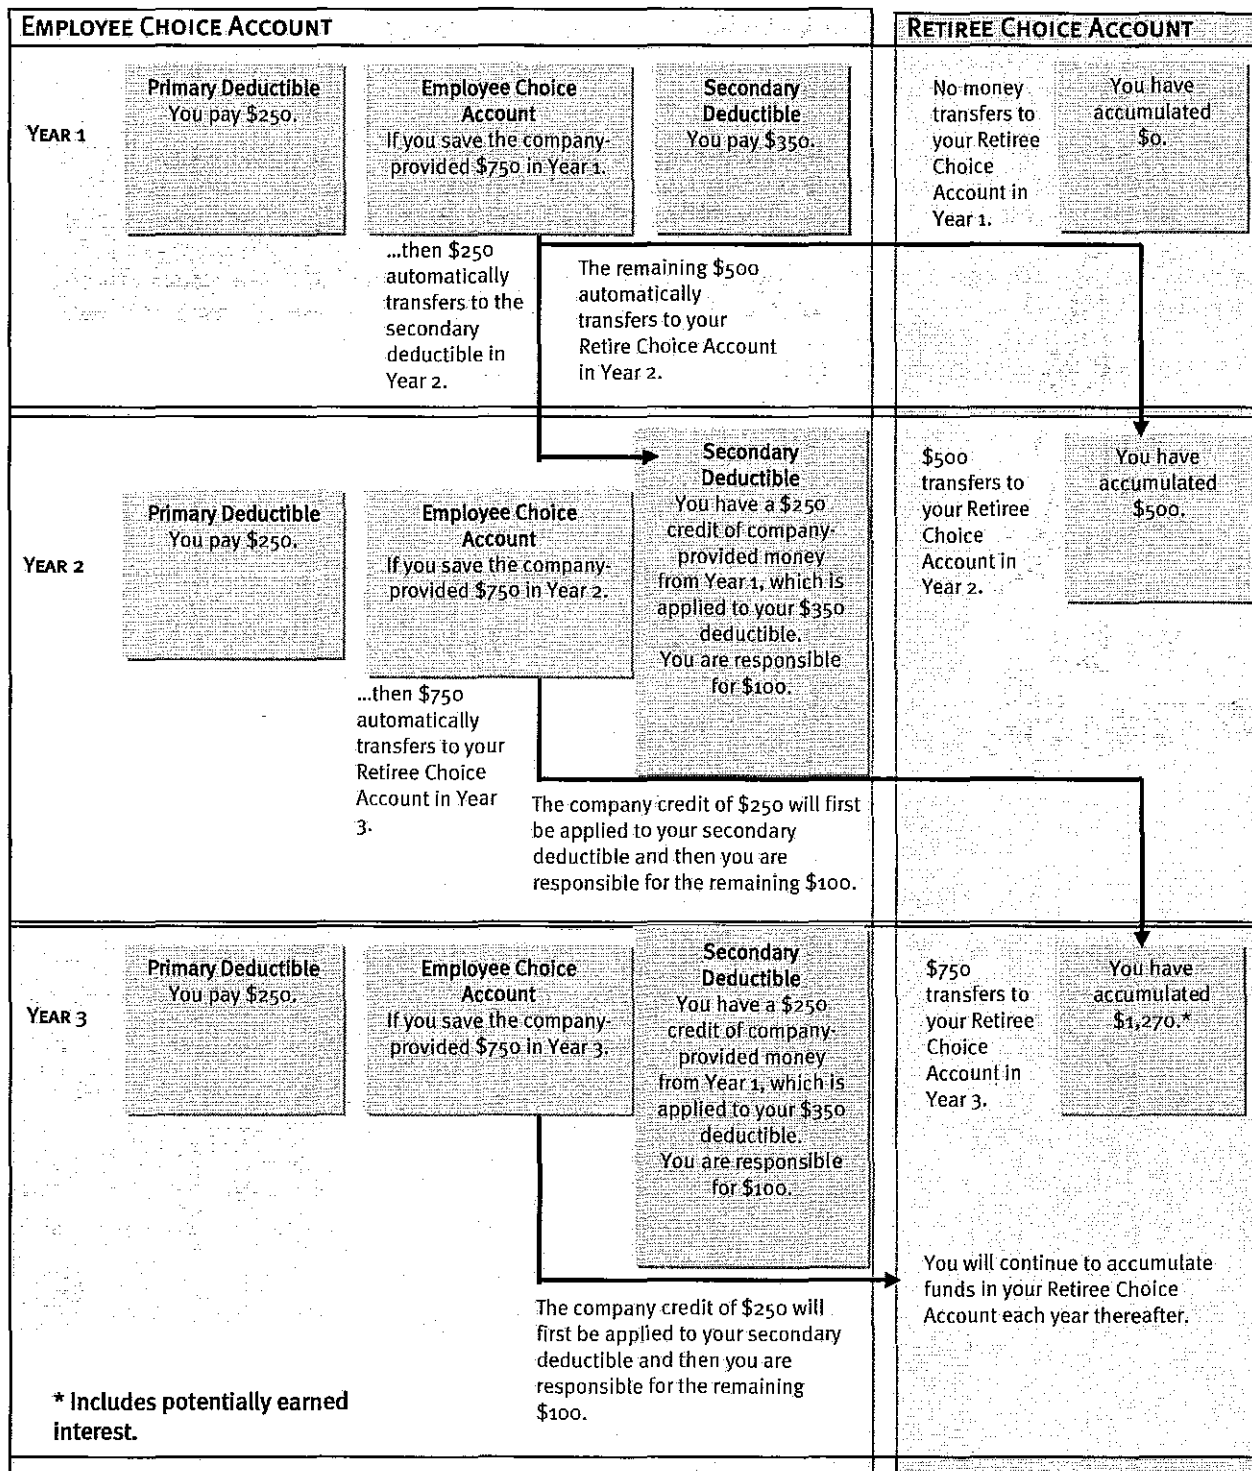 EMPLOYEE CHOICE ACCOUNT
RETIREE CHOICE ACCOUNT
YEAR 1
Primary Deductible
You pay $250.
Employee Choice
Account
If you save the company-
provided $750 in Year 1.
Secondary
Deductible
You pay $350.
No money
transfers to
your Retiree
Choice
Account in
Year 1.
You have
accumulated
$0.
...then $250
automatically
transfers to the
secondary
deductible in
Year 2.
The remaining $500
automatically
transfers to your
Retire Choice Account
in Year 2.
YEAR 2
Primary Deductible
You pay $250.
Employee Choice
Account
If you save the company-
provided $750 in Year 2.
Secondary
Deductible
You have a $250
credit of company-
provided money
from Year 1, which is
applied to your $350
deductible.
You are responsible
for $100.
$500
transfers to
your Retiree
Choice
Account in
Year 2.
You have
accumulated
$500.
...then $750
automatically
transfers to your
Retiree Choice
Account in Year
3.
The company credit of $250 will first
be applied to your secondary
deductible and then you are
responsible for the remaining $100.
YEAR 3
Primary Deductible
You pay $250.
Employee Choice
Account
If you save the company-
provided $750 in Year 3.
Secondary
Deductible
You have a $250
credit of company-
provided money
from Year 1, which is
applied to your $350
deductible.
You are responsible
for $100.
$750
transfers to
your Retiree
Choice
Account in
Year 3.
You have
accumulated
$1,270.*
The company credit of $250 will
first be applied to your secondary
deductible and then you are
responsible for the remaining
$100.
You will continue to accumulate
funds in your Retiree Choice
Account each year thereafter.
* Includes potentially earned
interest.